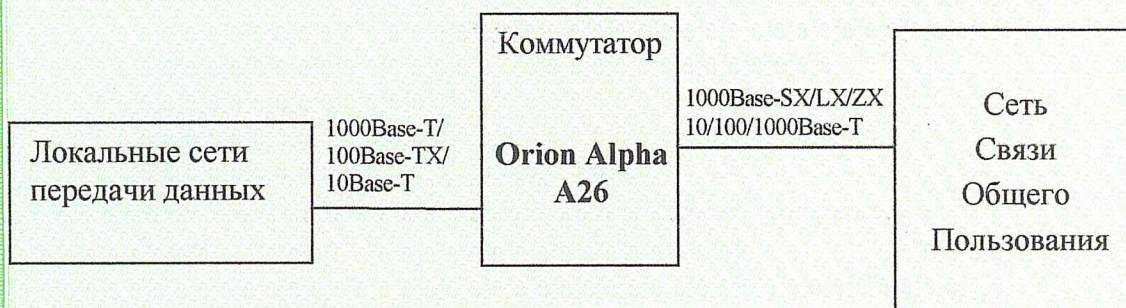 Локальные сети
передачи данных
1000Base-T/
100Base-TX/
10Base-T
Коммутатор
Orion Alpha
A26
1000Base-SX/LX/ZX
10/100/1000Base-T
Сеть
Связи
Общего
Пользования